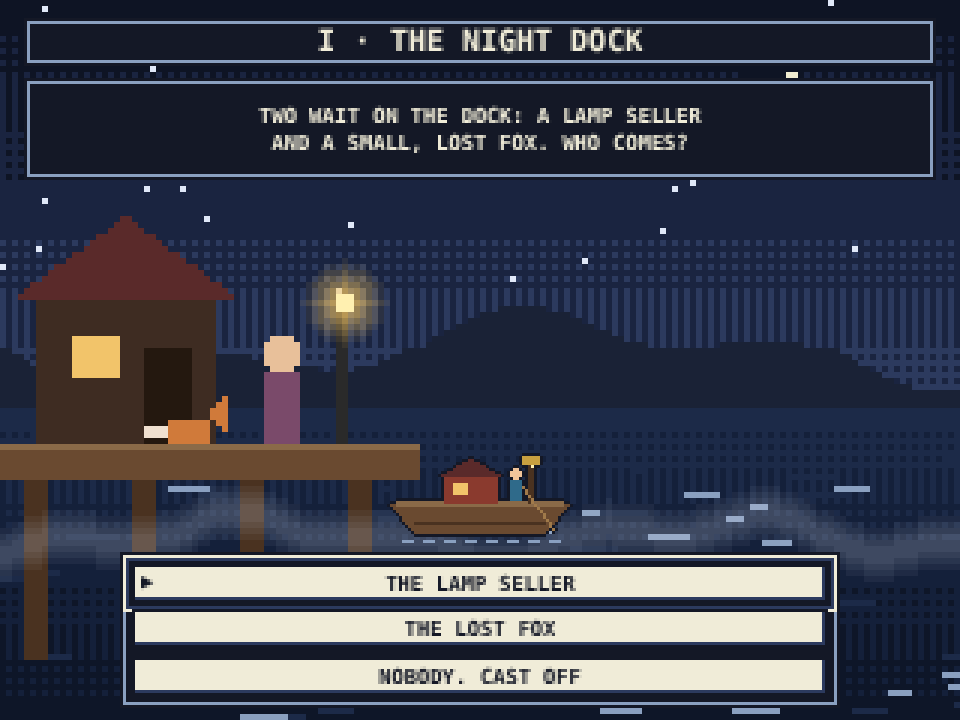 I · THE NIGHT DOCK
TWO WAIT ON THE DOCK: A LAMP SELLER
AND A SMALL, LOST FOX. WHO COMES?
THE LAMP SELLER
THE LOST FOX
NOBODY. CAST OFF